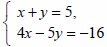 x + y = 5,
4x − 5y = −16